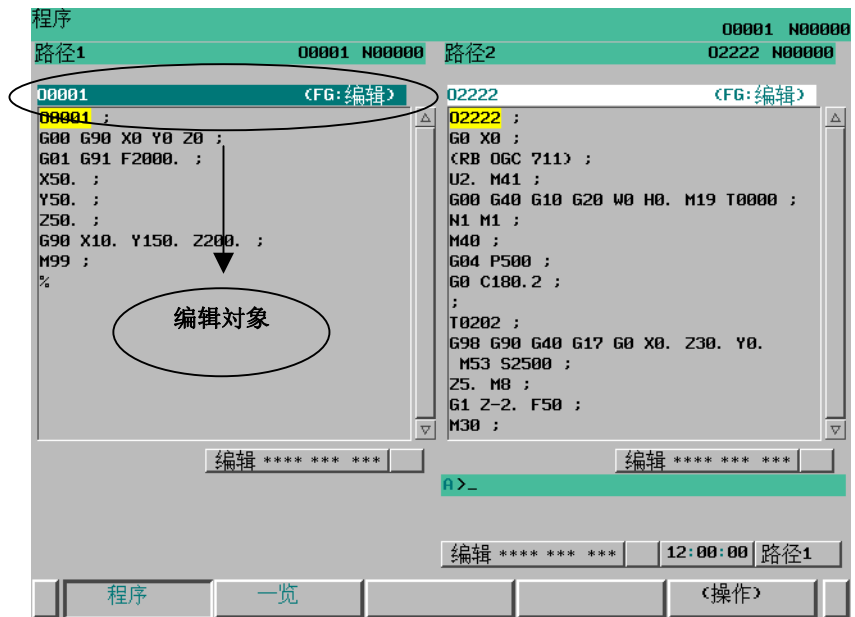 程序
O0001 N00000
路径1 O0001 N00000
路径2 O2222 N00000
O0001 (FG:编辑)
O0001 ;
G00 G90 X0 Y0 Z0 ;
G01 G91 F2000. ;
X50. ;
Y50. ;
Z50. ;
G90 X10. Y150. Z200. ;
M99 ;
%
编辑对象
编辑 **** *** ***
O2222 (FG:编辑)
O2222 ;
G0 X0 ;
(RB OGC 711) ;
U2. M41 ;
G00 G40 G10 G20 W0 H0. M19 T0000 ;
N1 M1 ;
M40 ;
G04 P500 ;
G0 C180.2 ;
;
T0202 ;
G98 G90 G40 G17 G0 X0. Z30. Y0.
M53 S2500 ;
Z5. M8 ;
G1 Z-2. F50 ;
M30 ;
编辑 **** *** ***
A>_
编辑 **** *** *** 12:00:00 路径1
程序 一览 (操作)